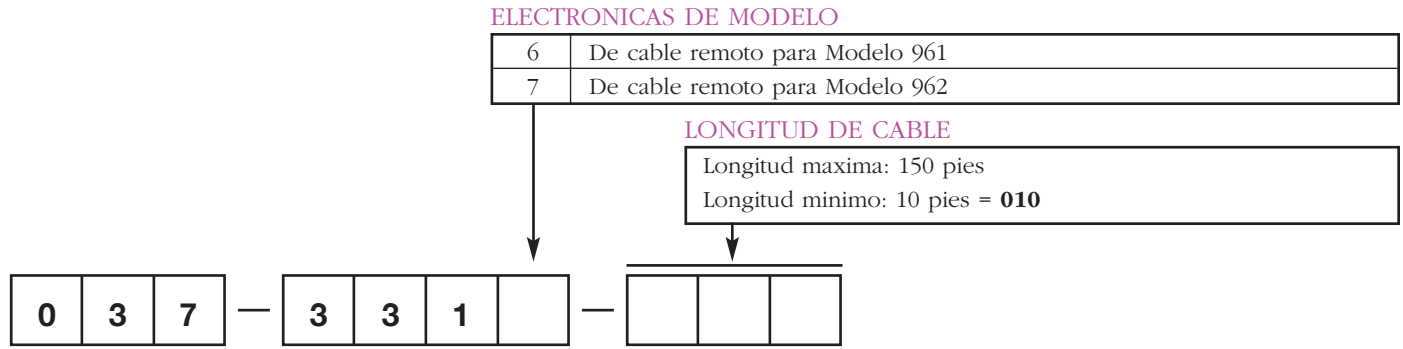 ELECTRONICAS DE MODELO
6 De cable remoto para Modelo 961
7 De cable remoto para Modelo 962
LONGITUD DE CABLE
Longitud maxima: 150 pies
Longitud minimo: 10 pies = 010
0 3 7 — 3 3 1 —